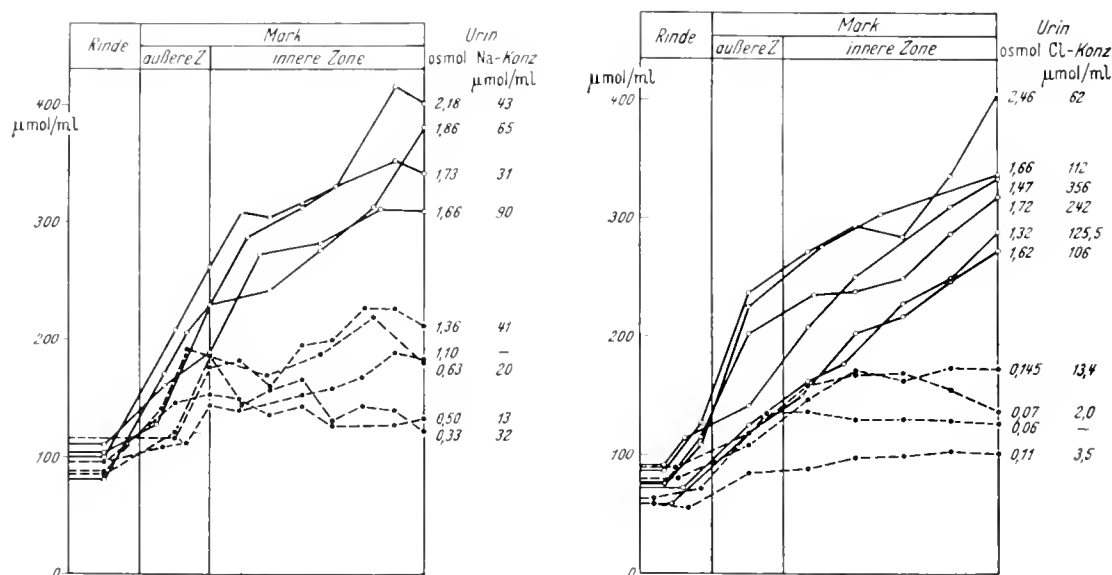 Rinde
Mark
äußere Z
innere Zone
Urin
osmol Na-Konz
μmol/ml
400
μmol/ml
300
200
100
0
2,18 43
1,86 65
1,73 31
1,66 90
1,36 41
1,10 —
0,63 20
0,50 13
0,33 32
Rinde
Mark
äußere Z
innere Zone
Urin
osmol Cl-Konz
μmol/ml
μmol/ml
400
300
200
100
0
2,46 62
1,66 112
1,47 356
1,72 242
1,32 125,5
1,62 106
0,145 13,4
0,07 2,0
0,06 —
0,11 3,5